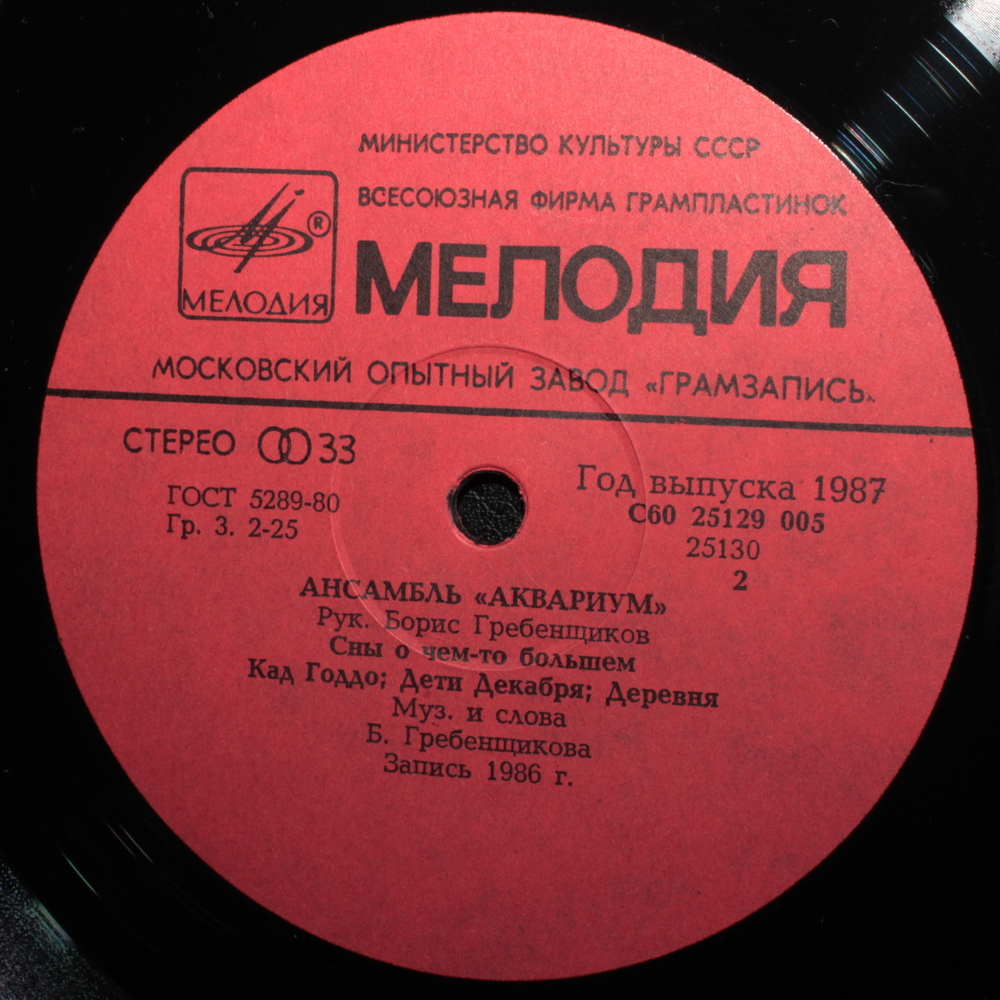 МИНИСТЕРСТВО КУЛЬТУРЫ СССР
ВСЕСОЮЗНАЯ ФИРМА ГРАМПЛАСТИНОК
®
МЕЛОДИЯ
МЕЛОДИЯ
МОСКОВСКИЙ ОПЫТНЫЙ ЗАВОД «ГРАМЗАПИСЬ»
СТЕРЕО 33
ГОСТ 5289-80
Гр. 3. 2-25
Год выпуска 1987
С60 25129 005
25130
2
АНСАМБЛЬ «АКВАРИУМ»
Рук. Борис Гребенщиков
Сны о чем-то большем
Кад Годдо; Дети Декабря; Деревня
Муз. и слова
Б. Гребенщикова
Запись 1986 г.